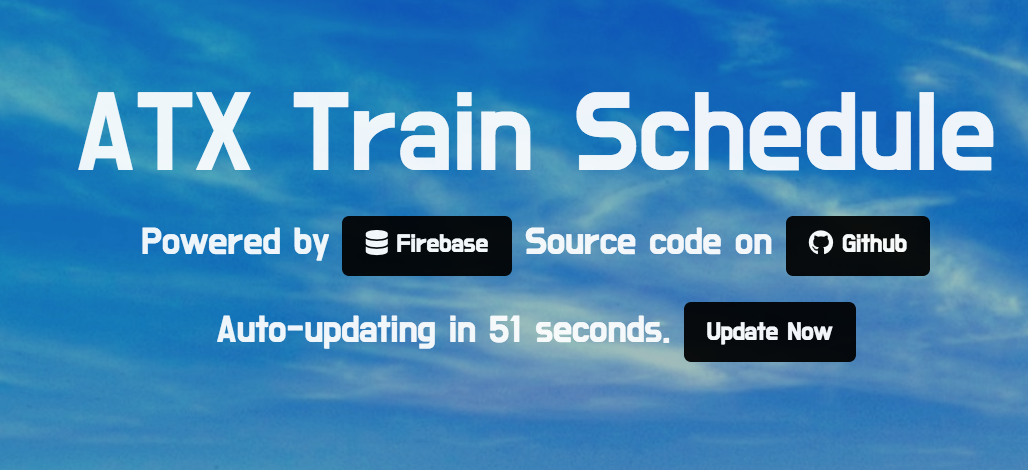 ATX Train Schedule
Powered by Firebase Source code on Github
Auto-updating in 51 seconds. Update Now